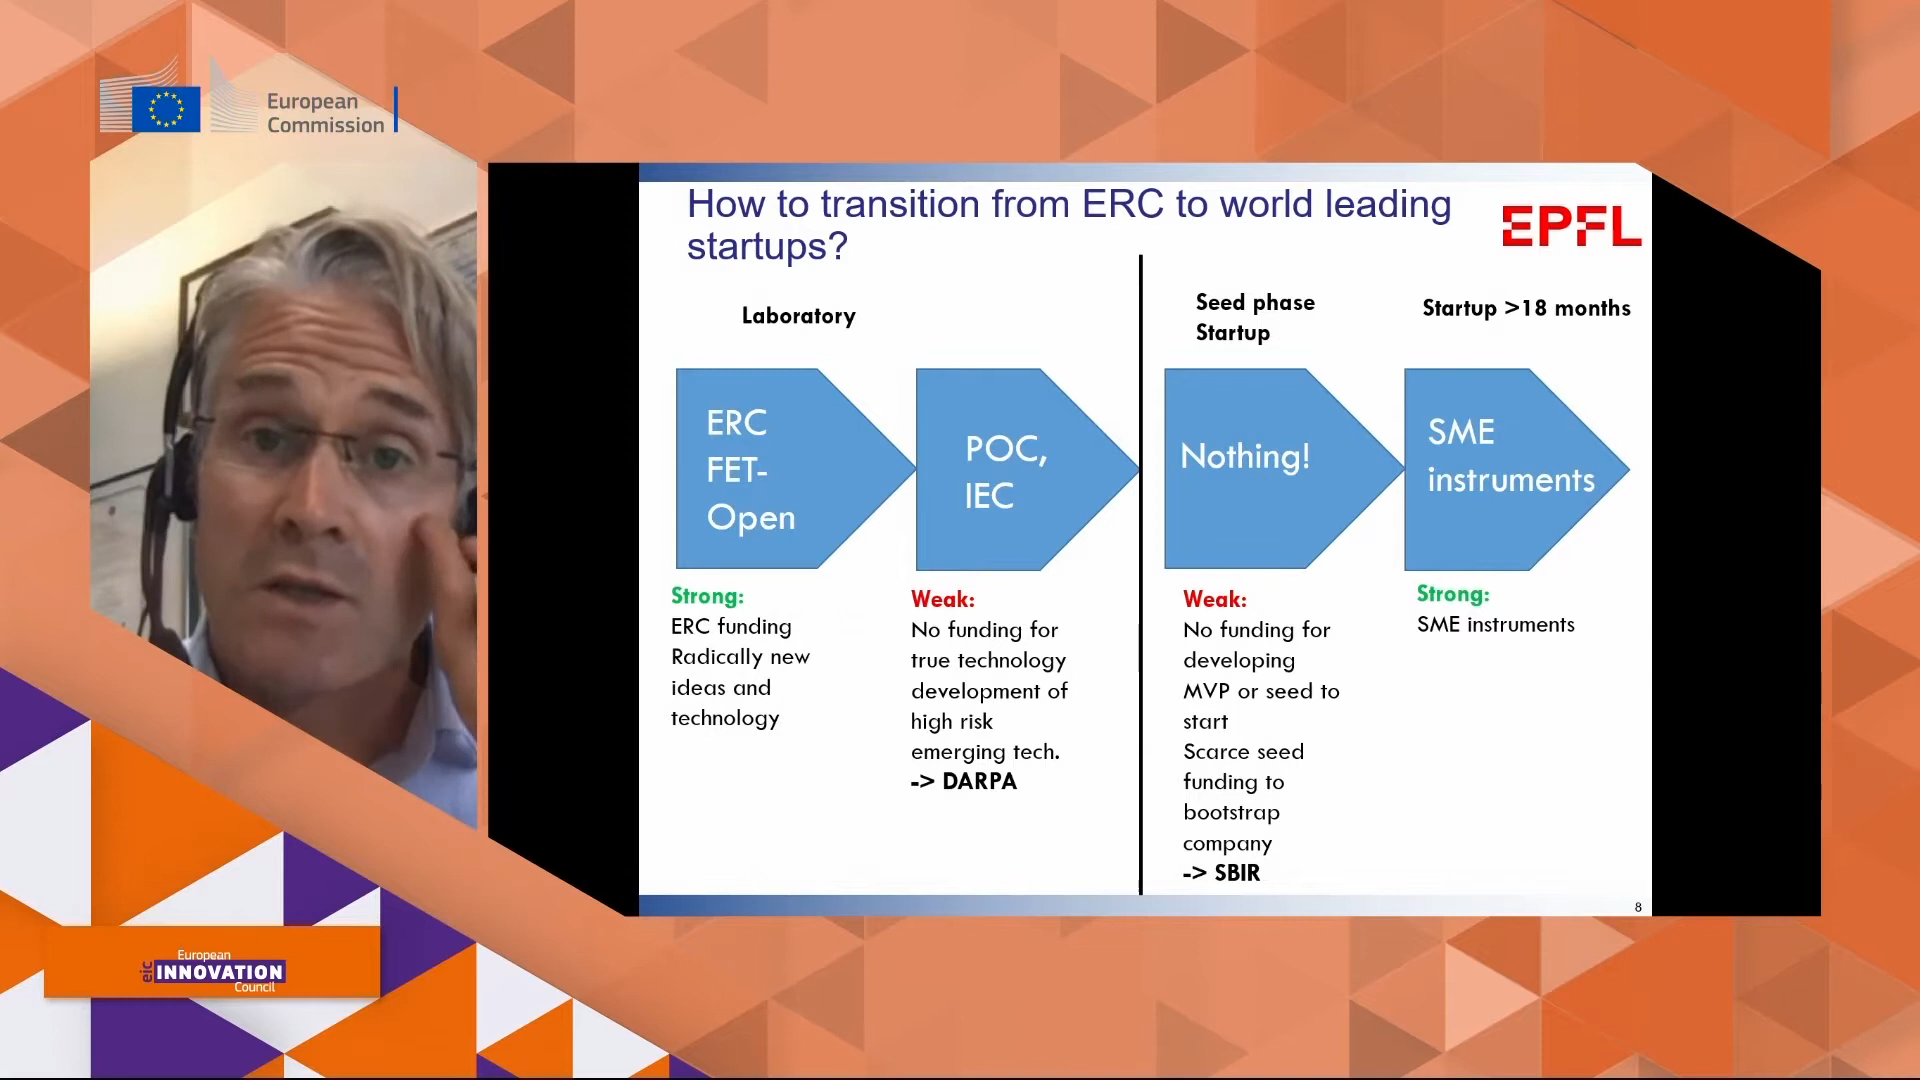 European
Commission
How to transition from ERC to world leading
startups?
EPFL
Laboratory
Seed phase
Startup
Startup >18 months
ERC
FET-
Open
POC,
IEC
Nothing!
SME
instruments
Strong:
ERC funding
Radically new
ideas and
technology
Weak:
No funding for
true technology
development of
high risk
emerging tech.
-> DARPA
Weak:
No funding for
developing
MVP or seed to
start
Scarce seed
funding to
bootstrap
company
-> SBIR
Strong:
SME instruments
8
European
eic INNOVATION
Council